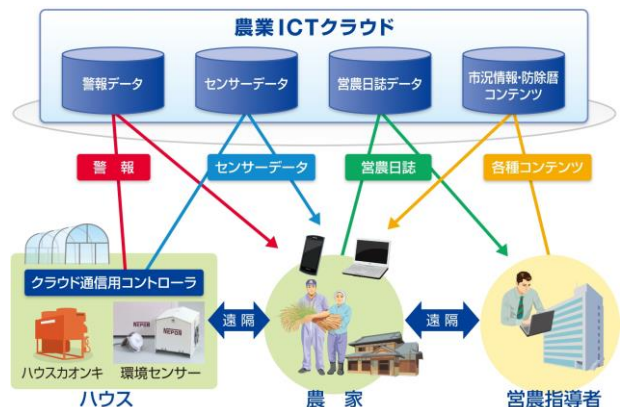 農業ICTクラウド
警報データ
センサーデータ
営農日誌データ
市況情報・防除暦
コンテンツ
警報
センサーデータ
営農日誌
各種コンテンツ
クラウド通信用コントローラ
NEPON
NEPON
ハウスカオンキ
環境センサー
遠隔
遠隔
ハウス
農家
営農指導者